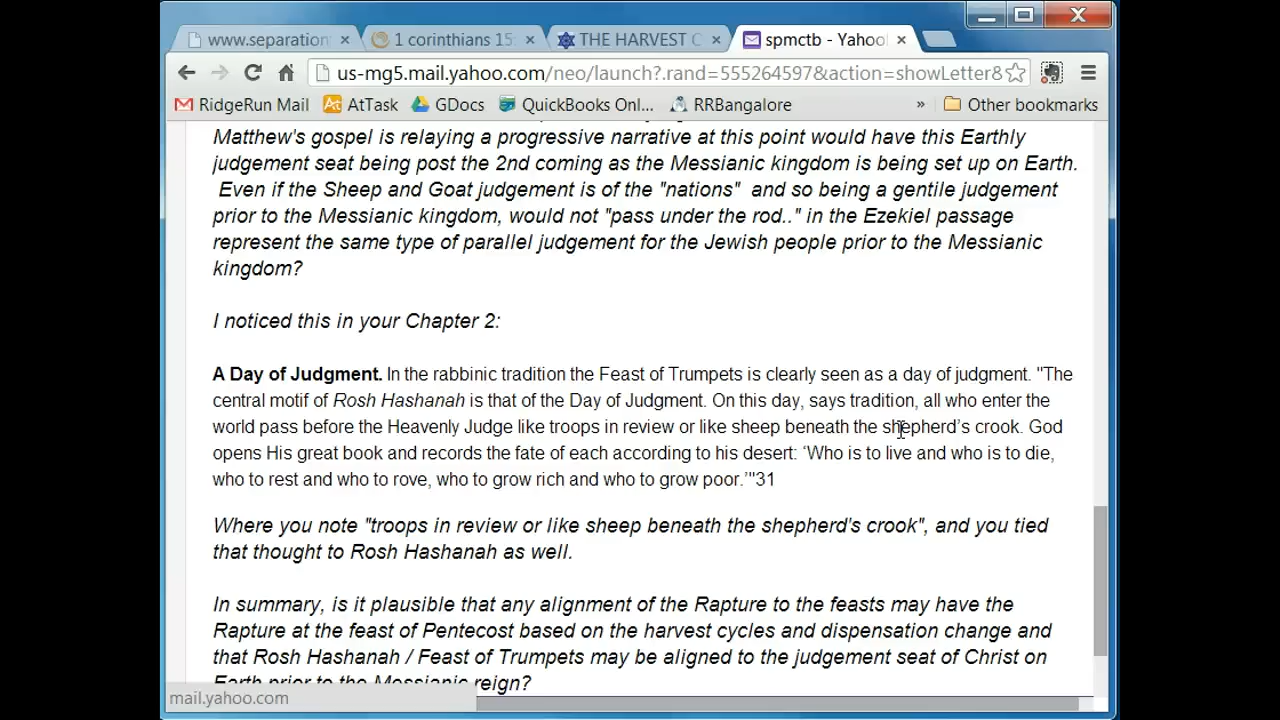 www.separation
1 corinthians 15
THE HARVEST C
spmctb - Yahoo!
us-mg5.mail.yahoo.com/neo/launch?.rand=555264597&action=showLetter&
RidgeRun Mail
AtTask
GDocs
QuickBooks Onl...
RRBangalore
»
Other bookmarks
Matthew's gospel is relaying a progressive narrative at this point would have this Earthly
judgement seat being post the 2nd coming as the Messianic kingdom is being set up on Earth.
Even if the Sheep and Goat judgement is of the "nations" and so being a gentile judgement
prior to the Messianic kingdom, would not "pass under the rod.." in the Ezekiel passage
represent the same type of parallel judgement for the Jewish people prior to the Messianic
kingdom?
I noticed this in your Chapter 2:
A Day of Judgment. In the rabbinic tradition the Feast of Trumpets is clearly seen as a day of judgment. "The
central motif of Rosh Hashanah is that of the Day of Judgment. On this day, says tradition, all who enter the
world pass before the Heavenly Judge like troops in review or like sheep beneath the shepherd's crook. God
opens His great book and records the fate of each according to his desert: ‘Who is to live and who is to die,
who to rest and who to rove, who to grow rich and who to grow poor.’"31
Where you note "troops in review or like sheep beneath the shepherd's crook", and you tied
that thought to Rosh Hashanah as well.
In summary, is it plausible that any alignment of the Rapture to the feasts may have the
Rapture at the feast of Pentecost based on the harvest cycles and dispensation change and
that Rosh Hashanah / Feast of Trumpets may be aligned to the judgement seat of Christ on
Earth prior to the Messianic reign?
mail.yahoo.com